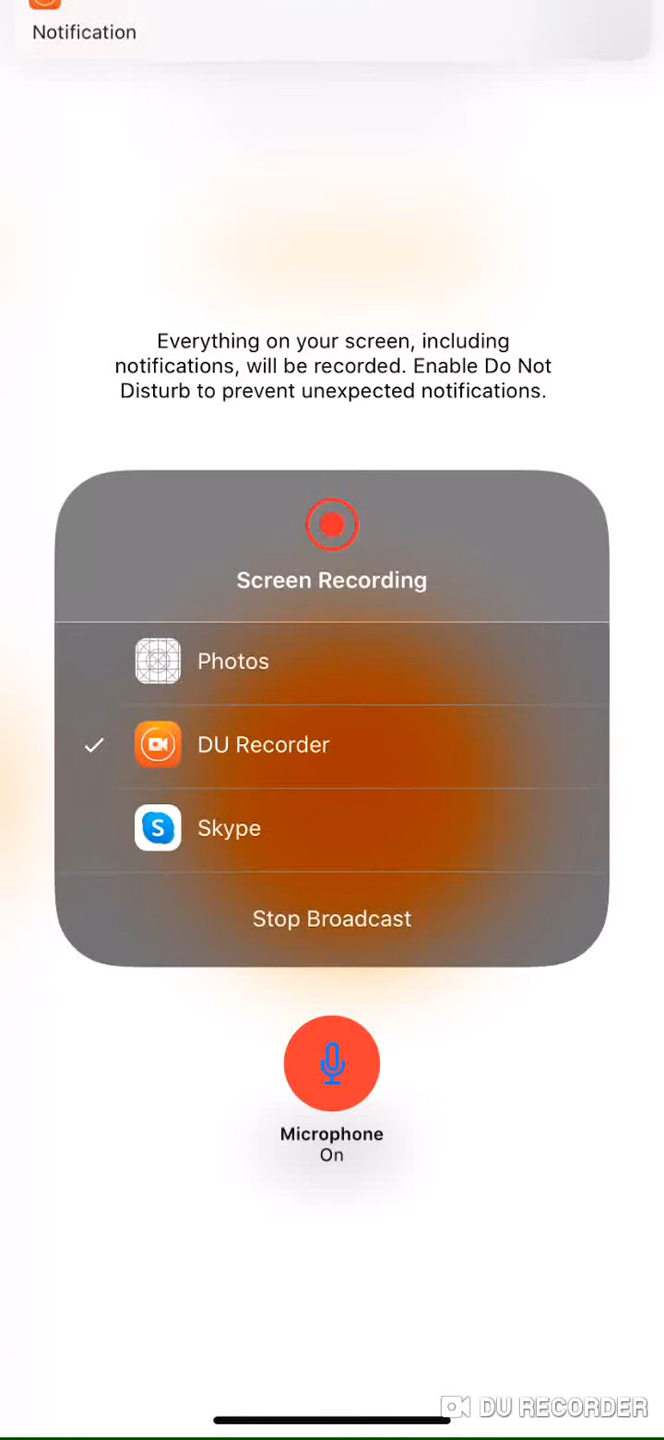 Notification
Everything on your screen, including
notifications, will be recorded. Enable Do Not
Disturb to prevent unexpected notifications.
Screen Recording
Photos
DU Recorder
S
Skype
Stop Broadcast
Microphone
On
DU RECORDER